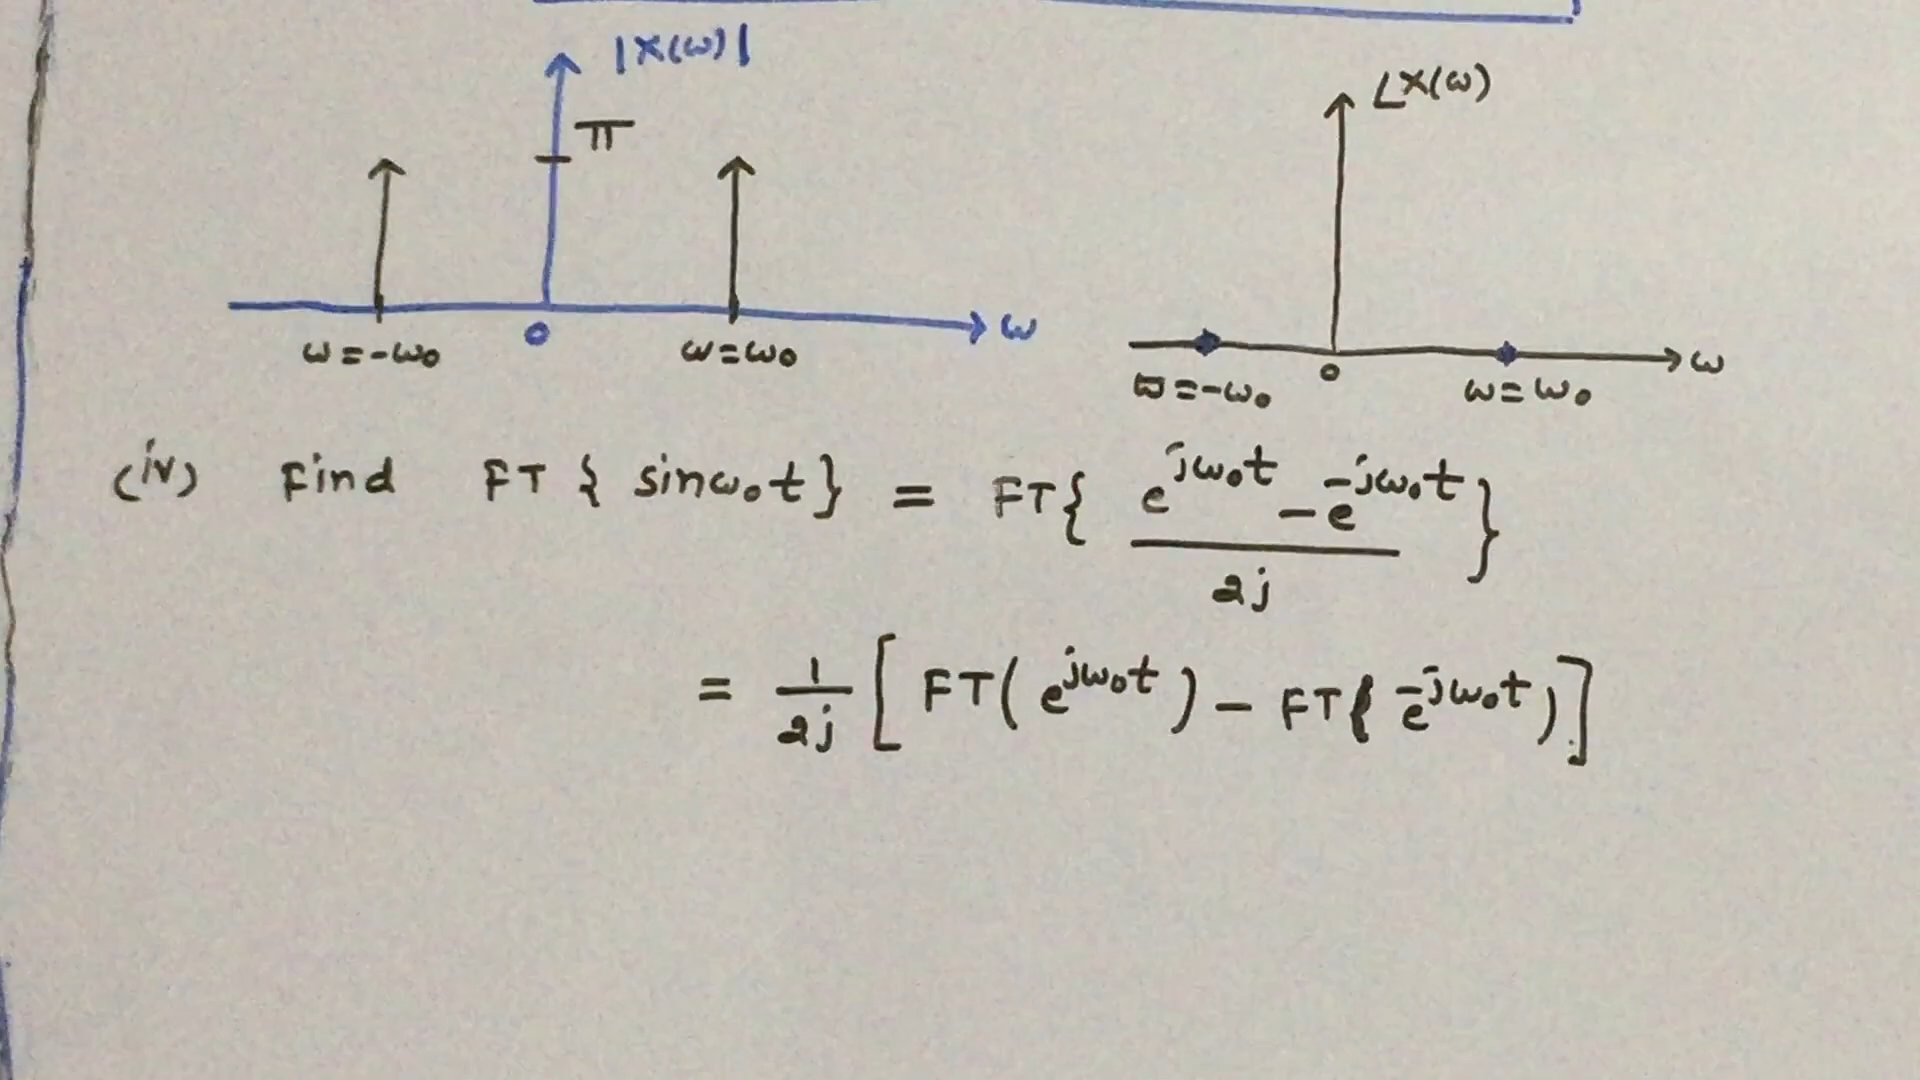 |X(ω)|
∠X(ω)
π
0
ω
ω=-ω₀
ω=ω₀
0
ω
ω=-ω₀
ω=ω₀
(iv) Find FT { sinω₀t } = FT{ (e^{jω₀t} - e^{-jω₀t}) / 2j }
= 1/2j [ FT( e^{jω₀t} ) - FT( e^{-jω₀t} ) ]